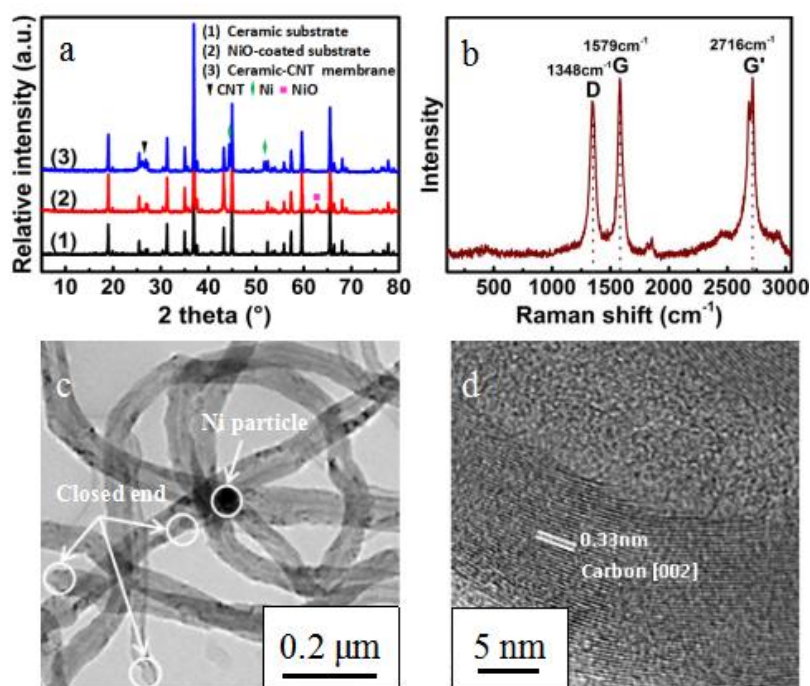 a
(1) Ceramic substrate
(2) NiO-coated substrate
(3) Ceramic-CNT membrane
CNT Ni NiO
(3)
(2)
(1)
Relative intensity (a.u.)
10 20 30 40 50 60 70 80
2 theta (°)
b
1579cm-1
2716cm-1
1348cm-1
G
G'
D
Intensity
500 1000 1500 2000 2500 3000
Raman shift (cm-1)
c
Ni particle
Closed end
0.2 μm
d
0.33nm
Carbon [002]
5 nm